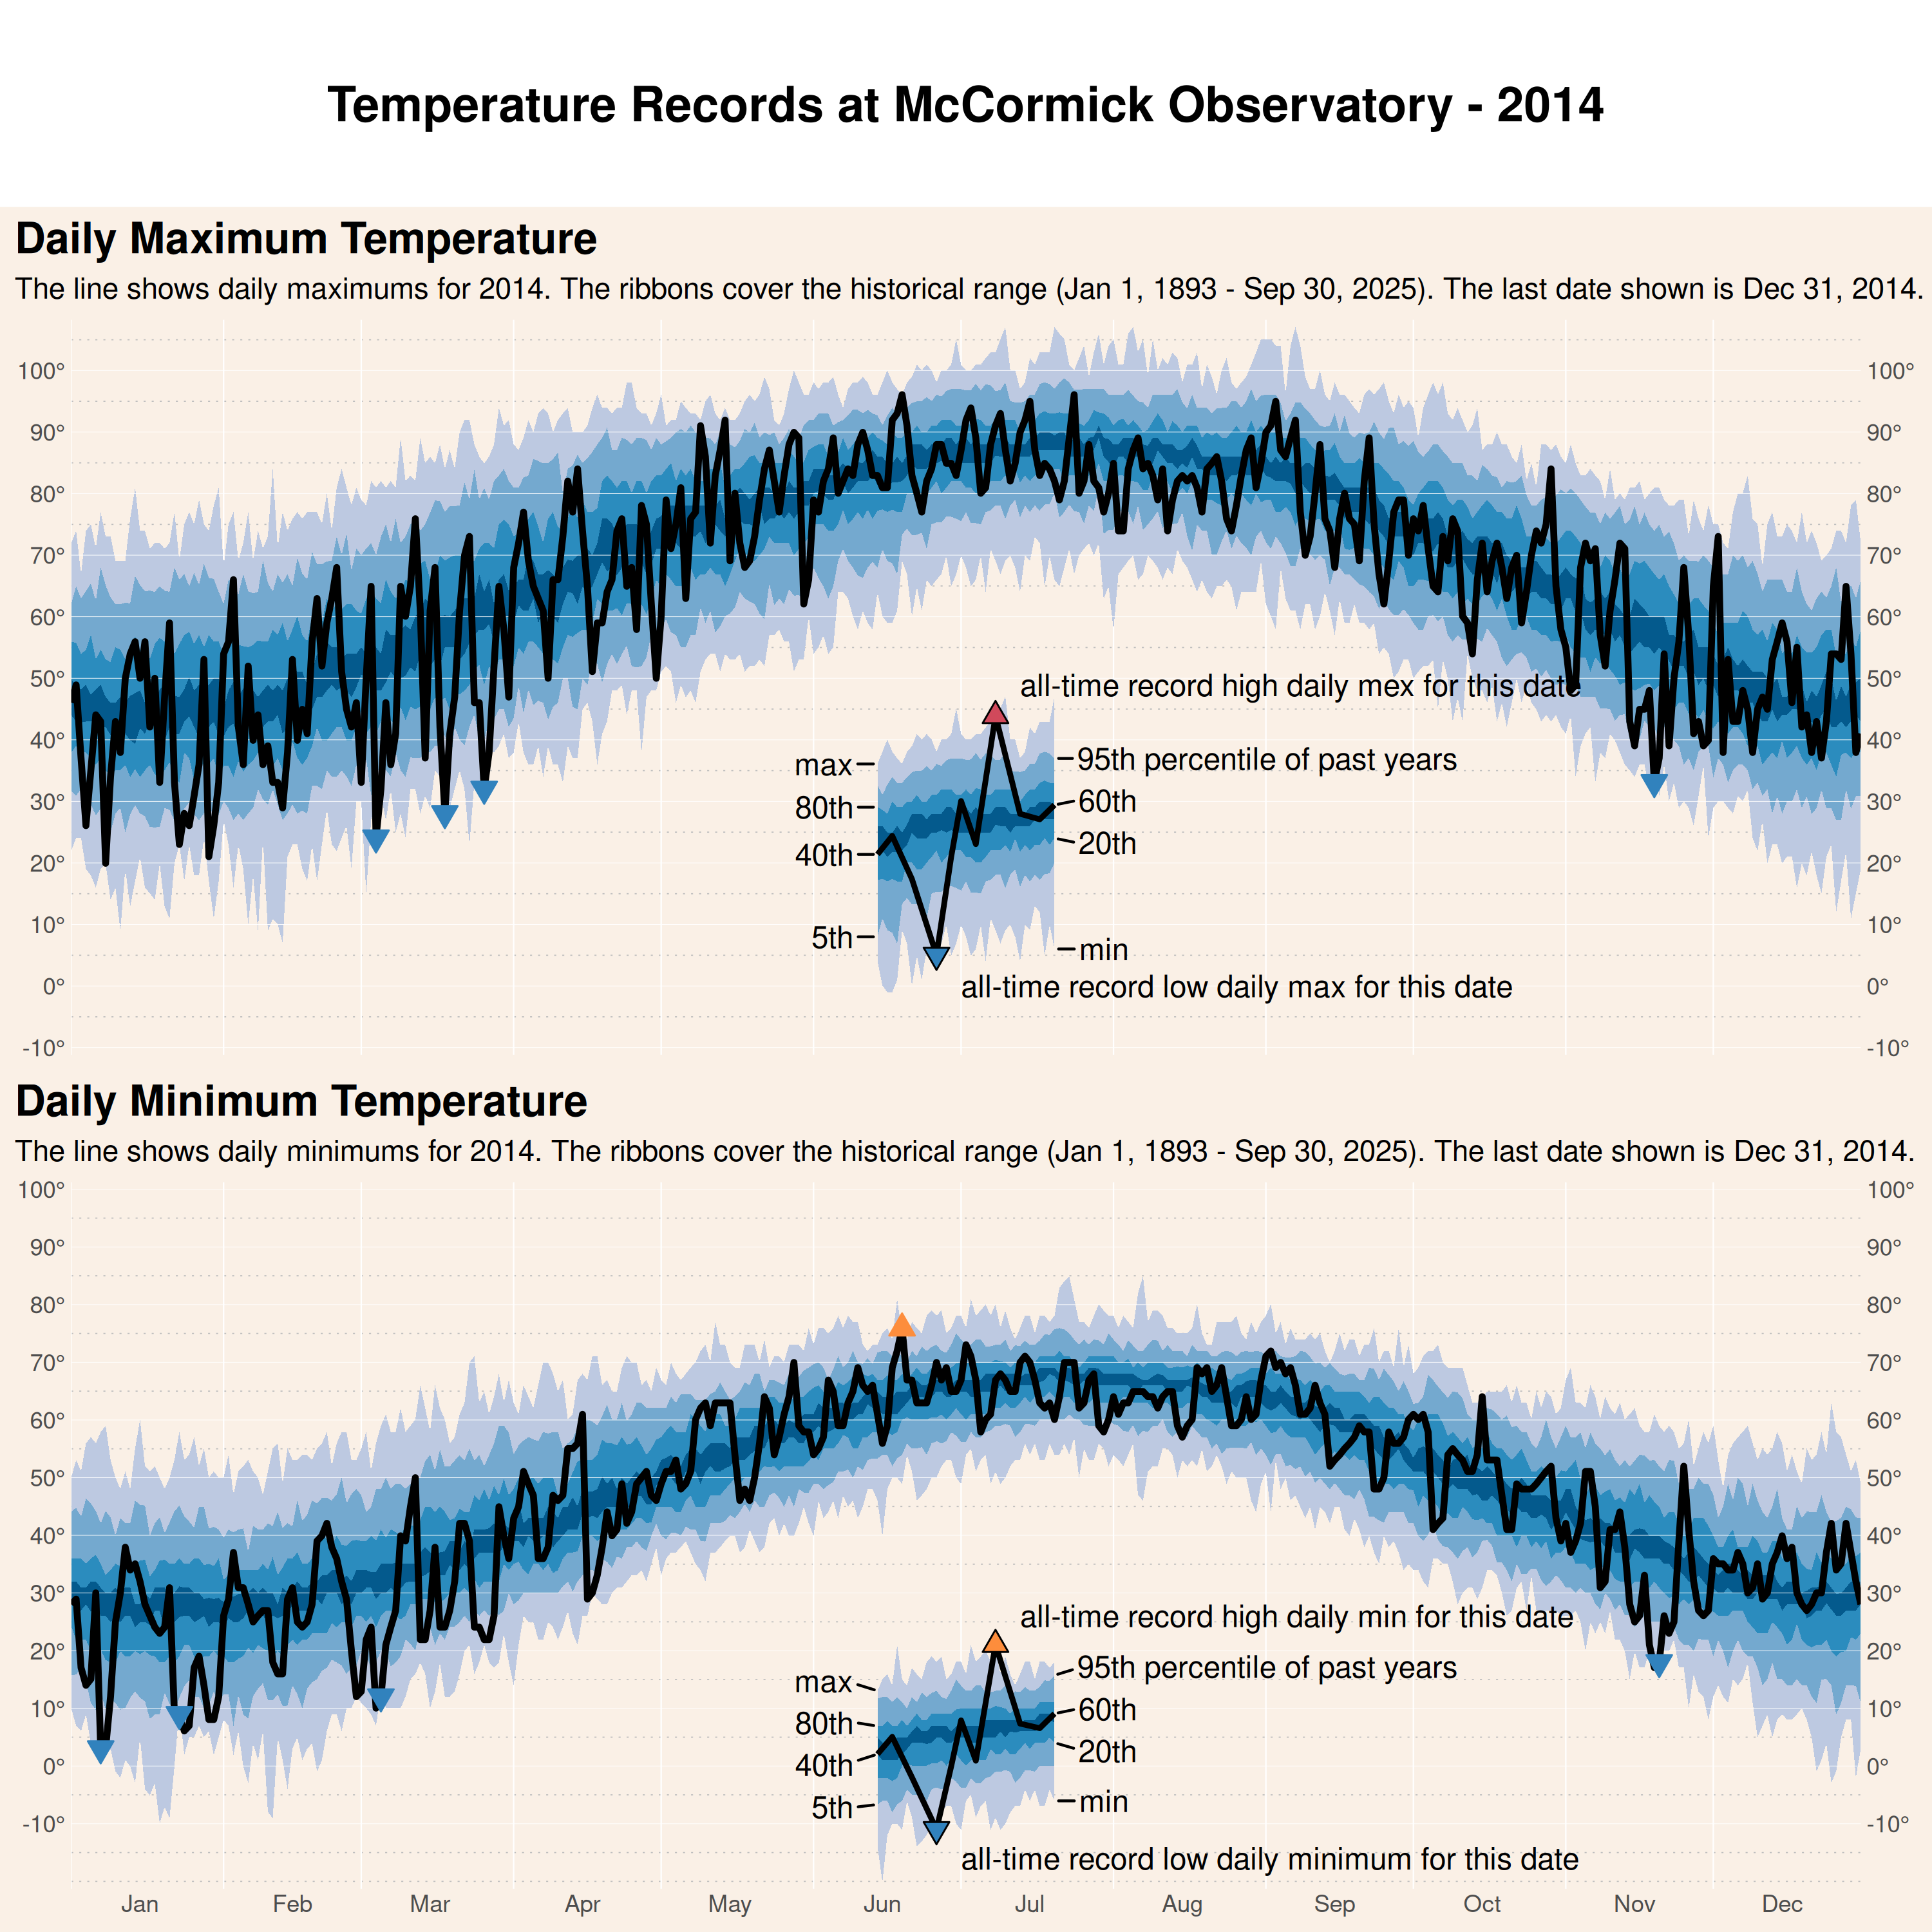 Temperature Records at McCormick Observatory - 2014
Daily Maximum Temperature
The line shows daily maximums for 2014. The ribbons cover the historical range (Jan 1, 1893 - Sep 30, 2025). The last date shown is Dec 31, 2014.
100° 100°
90° 90°
80° 80°
70° 70°
60° 60°
50° all-time record high daily mex for this date 50°
40° max 95th percentile of past years 40°
30° 80th 60th 30°
20° 40th 20th 20°
10° 5th min 10°
0° all-time record low daily max for this date 0°
-10° -10°
Daily Minimum Temperature
The line shows daily minimums for 2014. The ribbons cover the historical range (Jan 1, 1893 - Sep 30, 2025). The last date shown is Dec 31, 2014.
100° 100°
90° 90°
80° 80°
70° 70°
60° 60°
50° 50°
40° 40°
30° 30°
all-time record high daily min for this date
20° 20°
max 95th percentile of past years
10° 80th 60th 10°
0° 40th 20th 0°
5th min
-10° -10°
all-time record low daily minimum for this date
Jan Feb Mar Apr May Jun Jul Aug Sep Oct Nov Dec